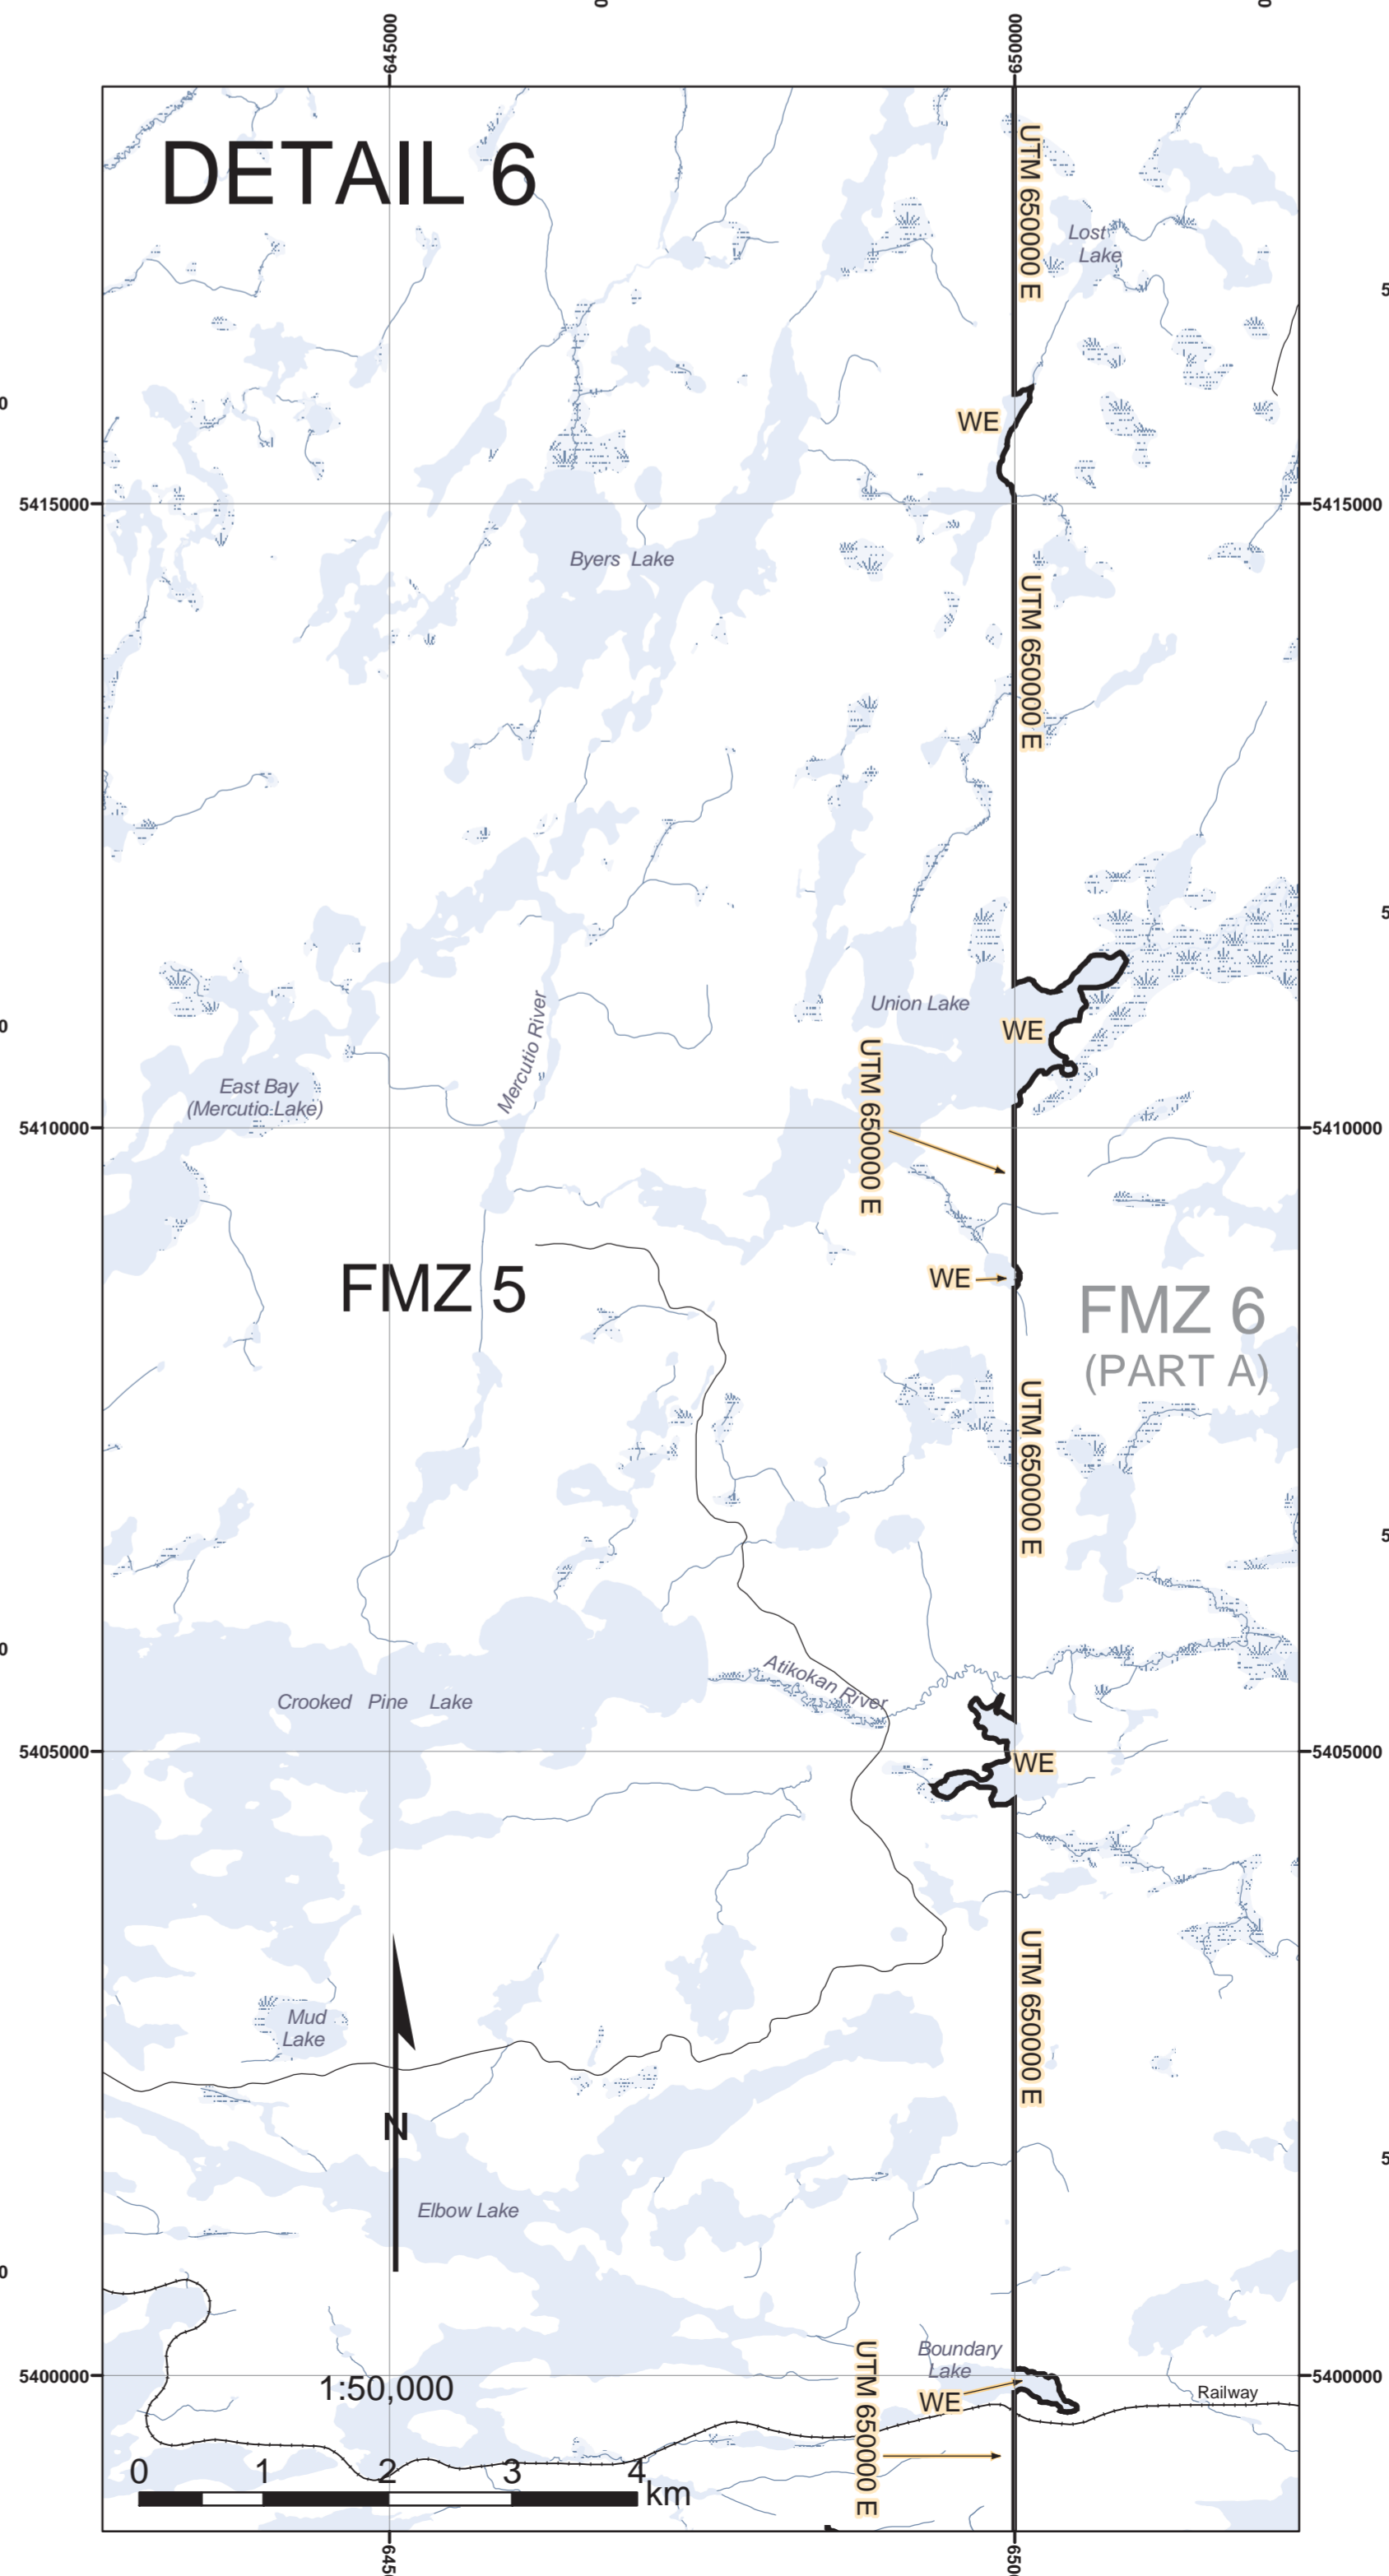 645000
650000
DETAIL 6
UTM 650000 E
Lost
Lake
WE
5415000
5415000
Byers Lake
UTM 650000 E
Union Lake
WE
Mercutio River
UTM 650000 E
East Bay
(Mercutio Lake)
5410000
5410000
WE
FMZ 5
FMZ 6
(PART A)
UTM 650000 E
Atikokan River
Crooked Pine Lake
5405000
5405000
WE
UTM 650000 E
Mud
Lake
N
Elbow Lake
Boundary
Lake
UTM 650000 E
5400000
5400000
1:50,000
WE
Railway
0 1 2 3 4 km